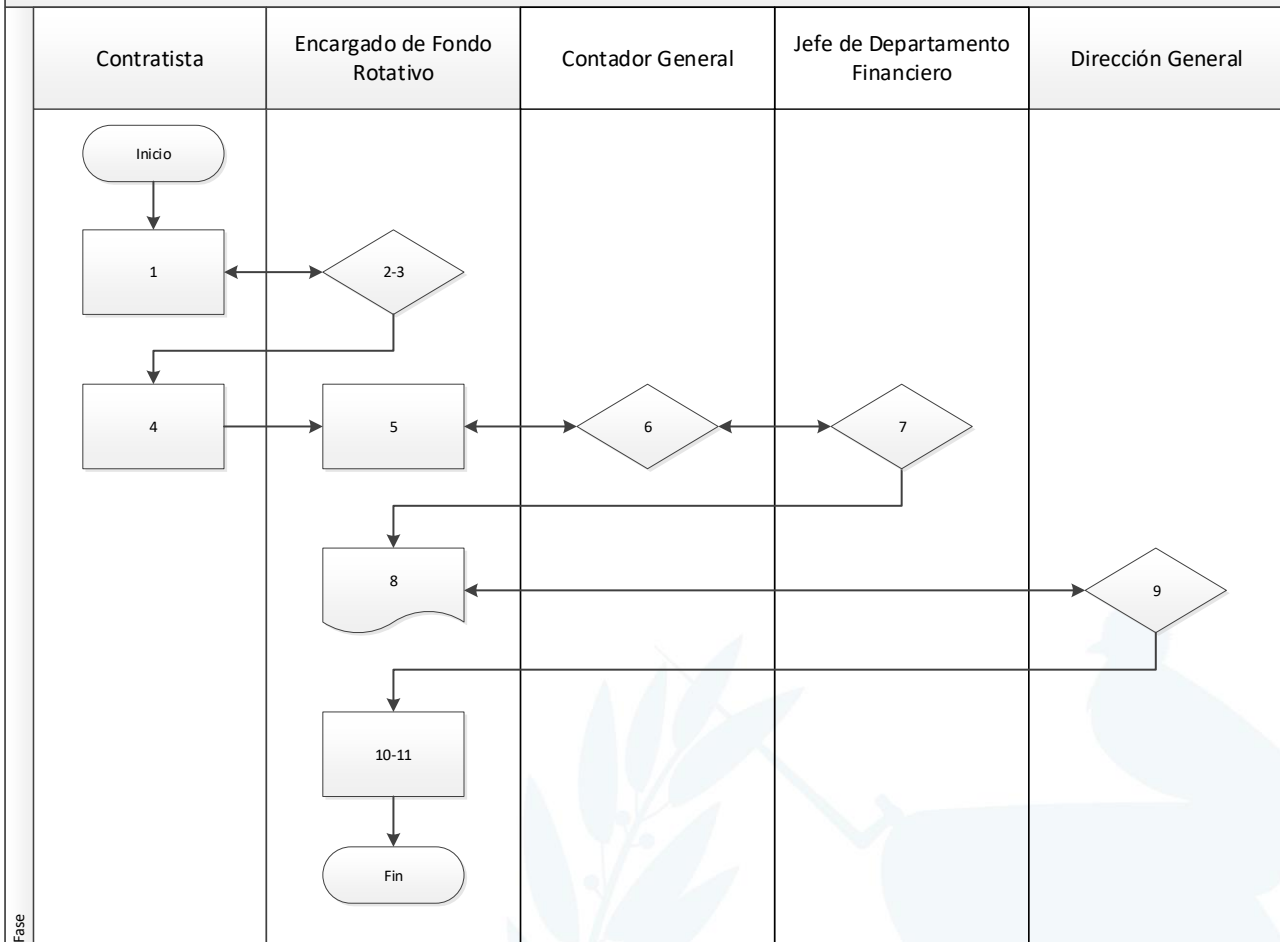 Contratista
Encargado de Fondo
Rotativo
Contador General
Jefe de Departamento
Financiero
Dirección General
Inicio
1
2-3
4
5
6
7
8
9
10-11
Fin
Fase